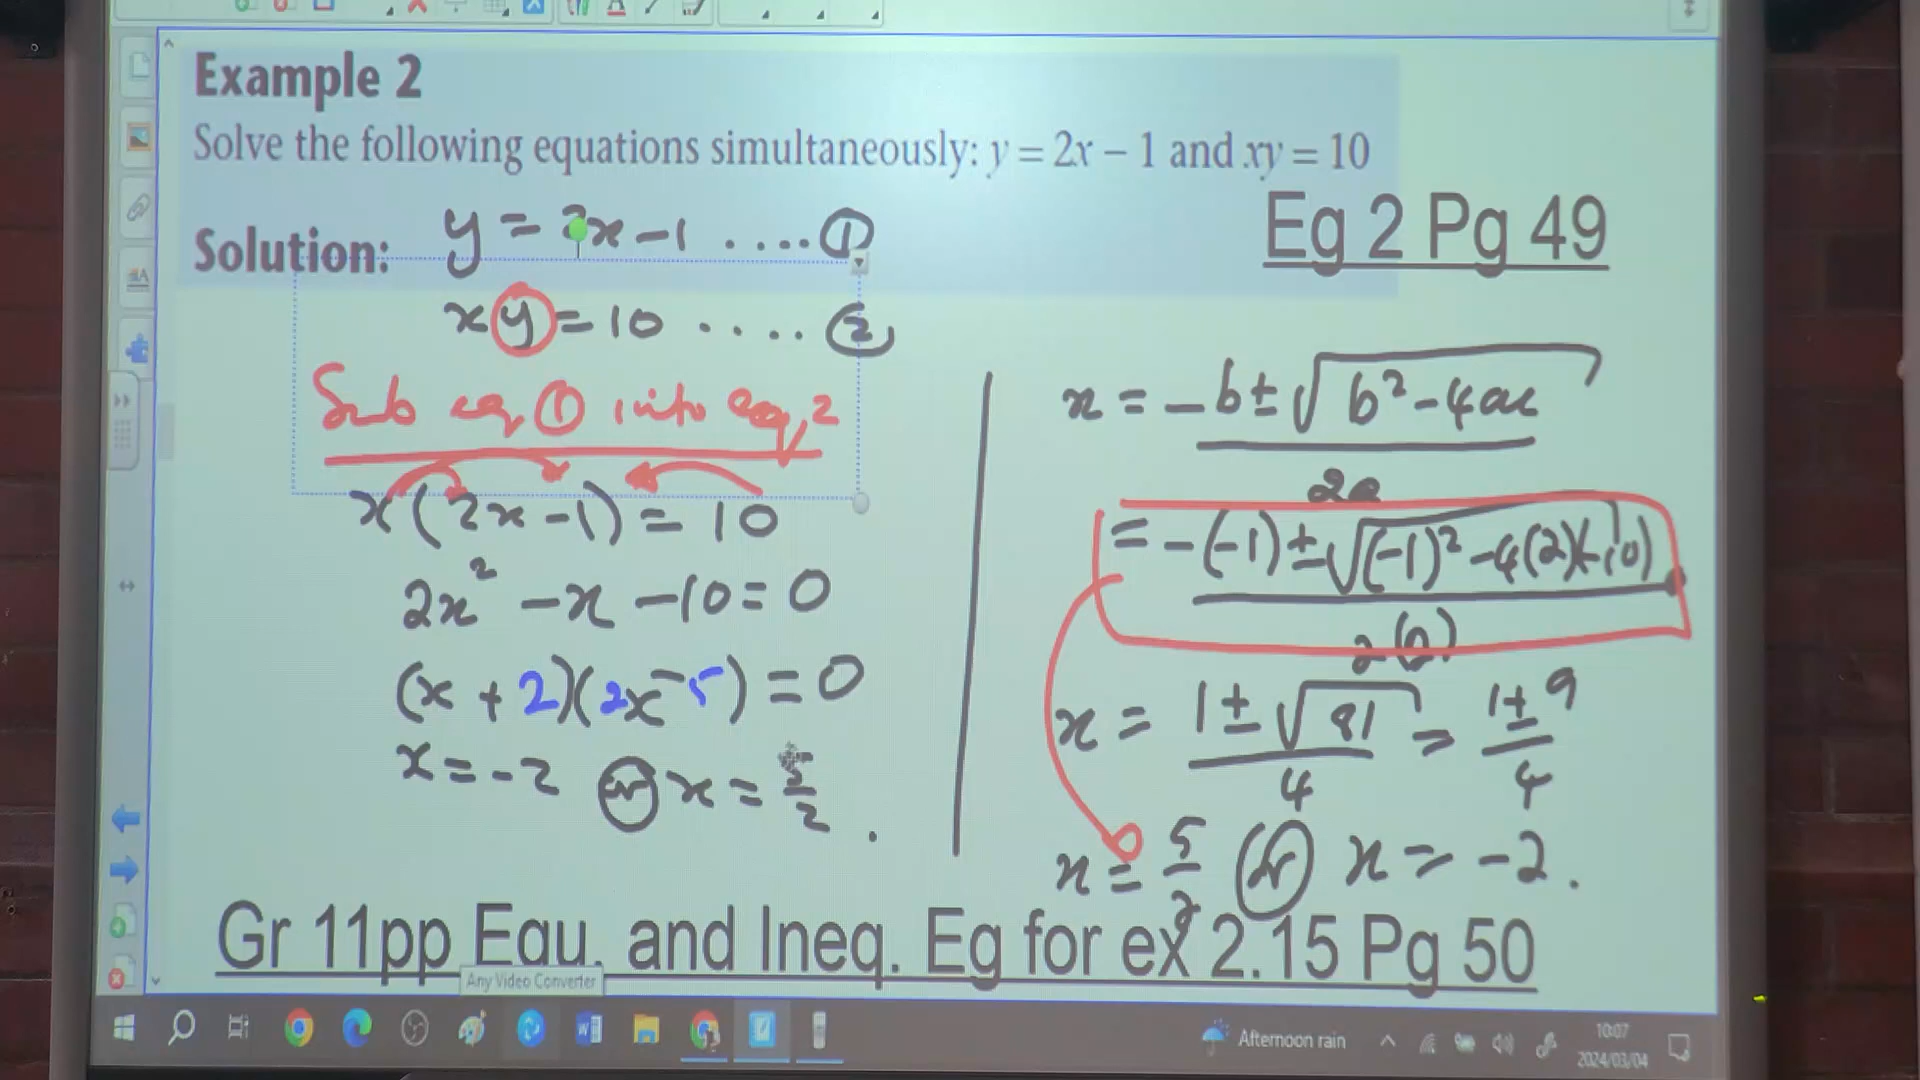 Example 2
Solve the following equations simultaneously: y = 2x – 1 and xy = 10
Eg 2 Pg 49
Solution: y = 2x - 1 ....①
xy = 10 .... ②
Sub eq ① into eq 2
x(2x - 1) = 10
2x² - x - 10 = 0
(x + 2)(2x - 5) = 0
x = -2 or x = 5/2 .
x = -b ± √(b² - 4ac) / 2a
= -(-1) ± √((-1)² - 4(2)(-10)) / 2(2)
x = 1 ± √81 / 4 = 1 ± 9 / 4
x = 5/2 or x = -2 .
Gr 11pp Equ. and Ineq. Eg for ex 2.15 Pg 50
Any Video Converter
Afternoon rain
10:07
2024/03/04